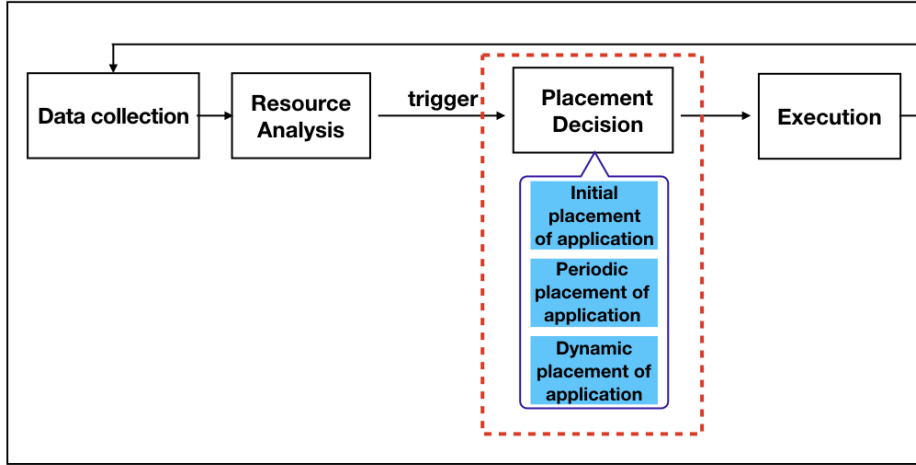 Data collection
Resource
Analysis
trigger
Placement
Decision
Execution
Initial
placement
of application
Periodic
placement of
application
Dynamic
placement of
application